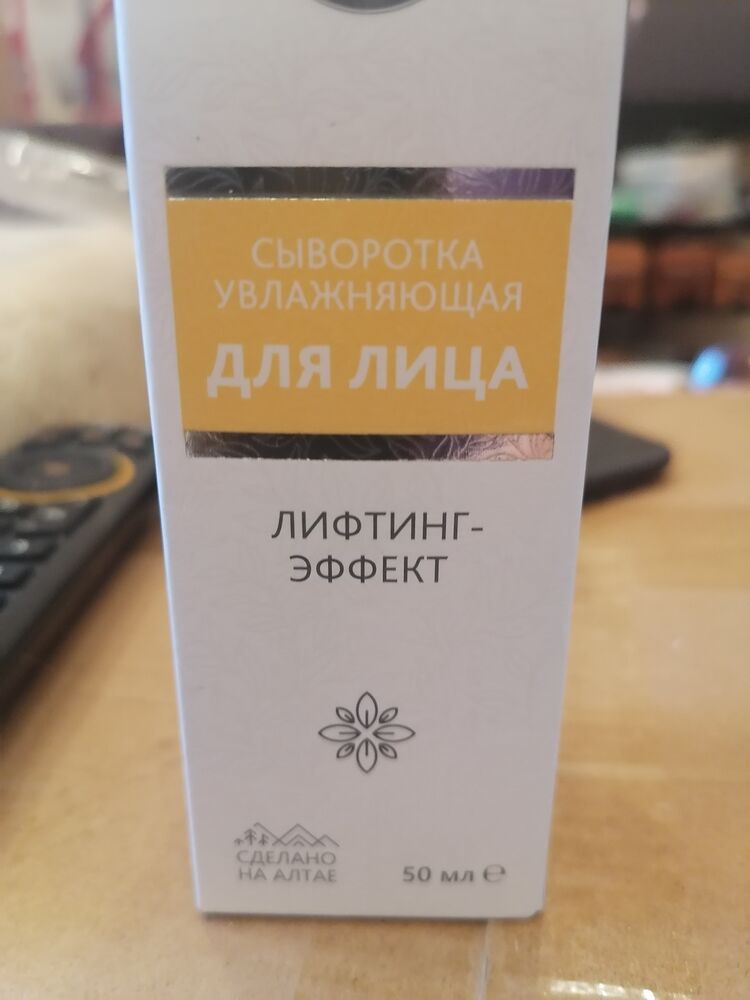 СЫВОРОТКА
УВЛАЖНЯЮЩАЯ
ДЛЯ ЛИЦА
ЛИФТИНГ-
ЭФФЕКТ
СДЕЛАНО
НА АЛТАЕ
50 мл ℮